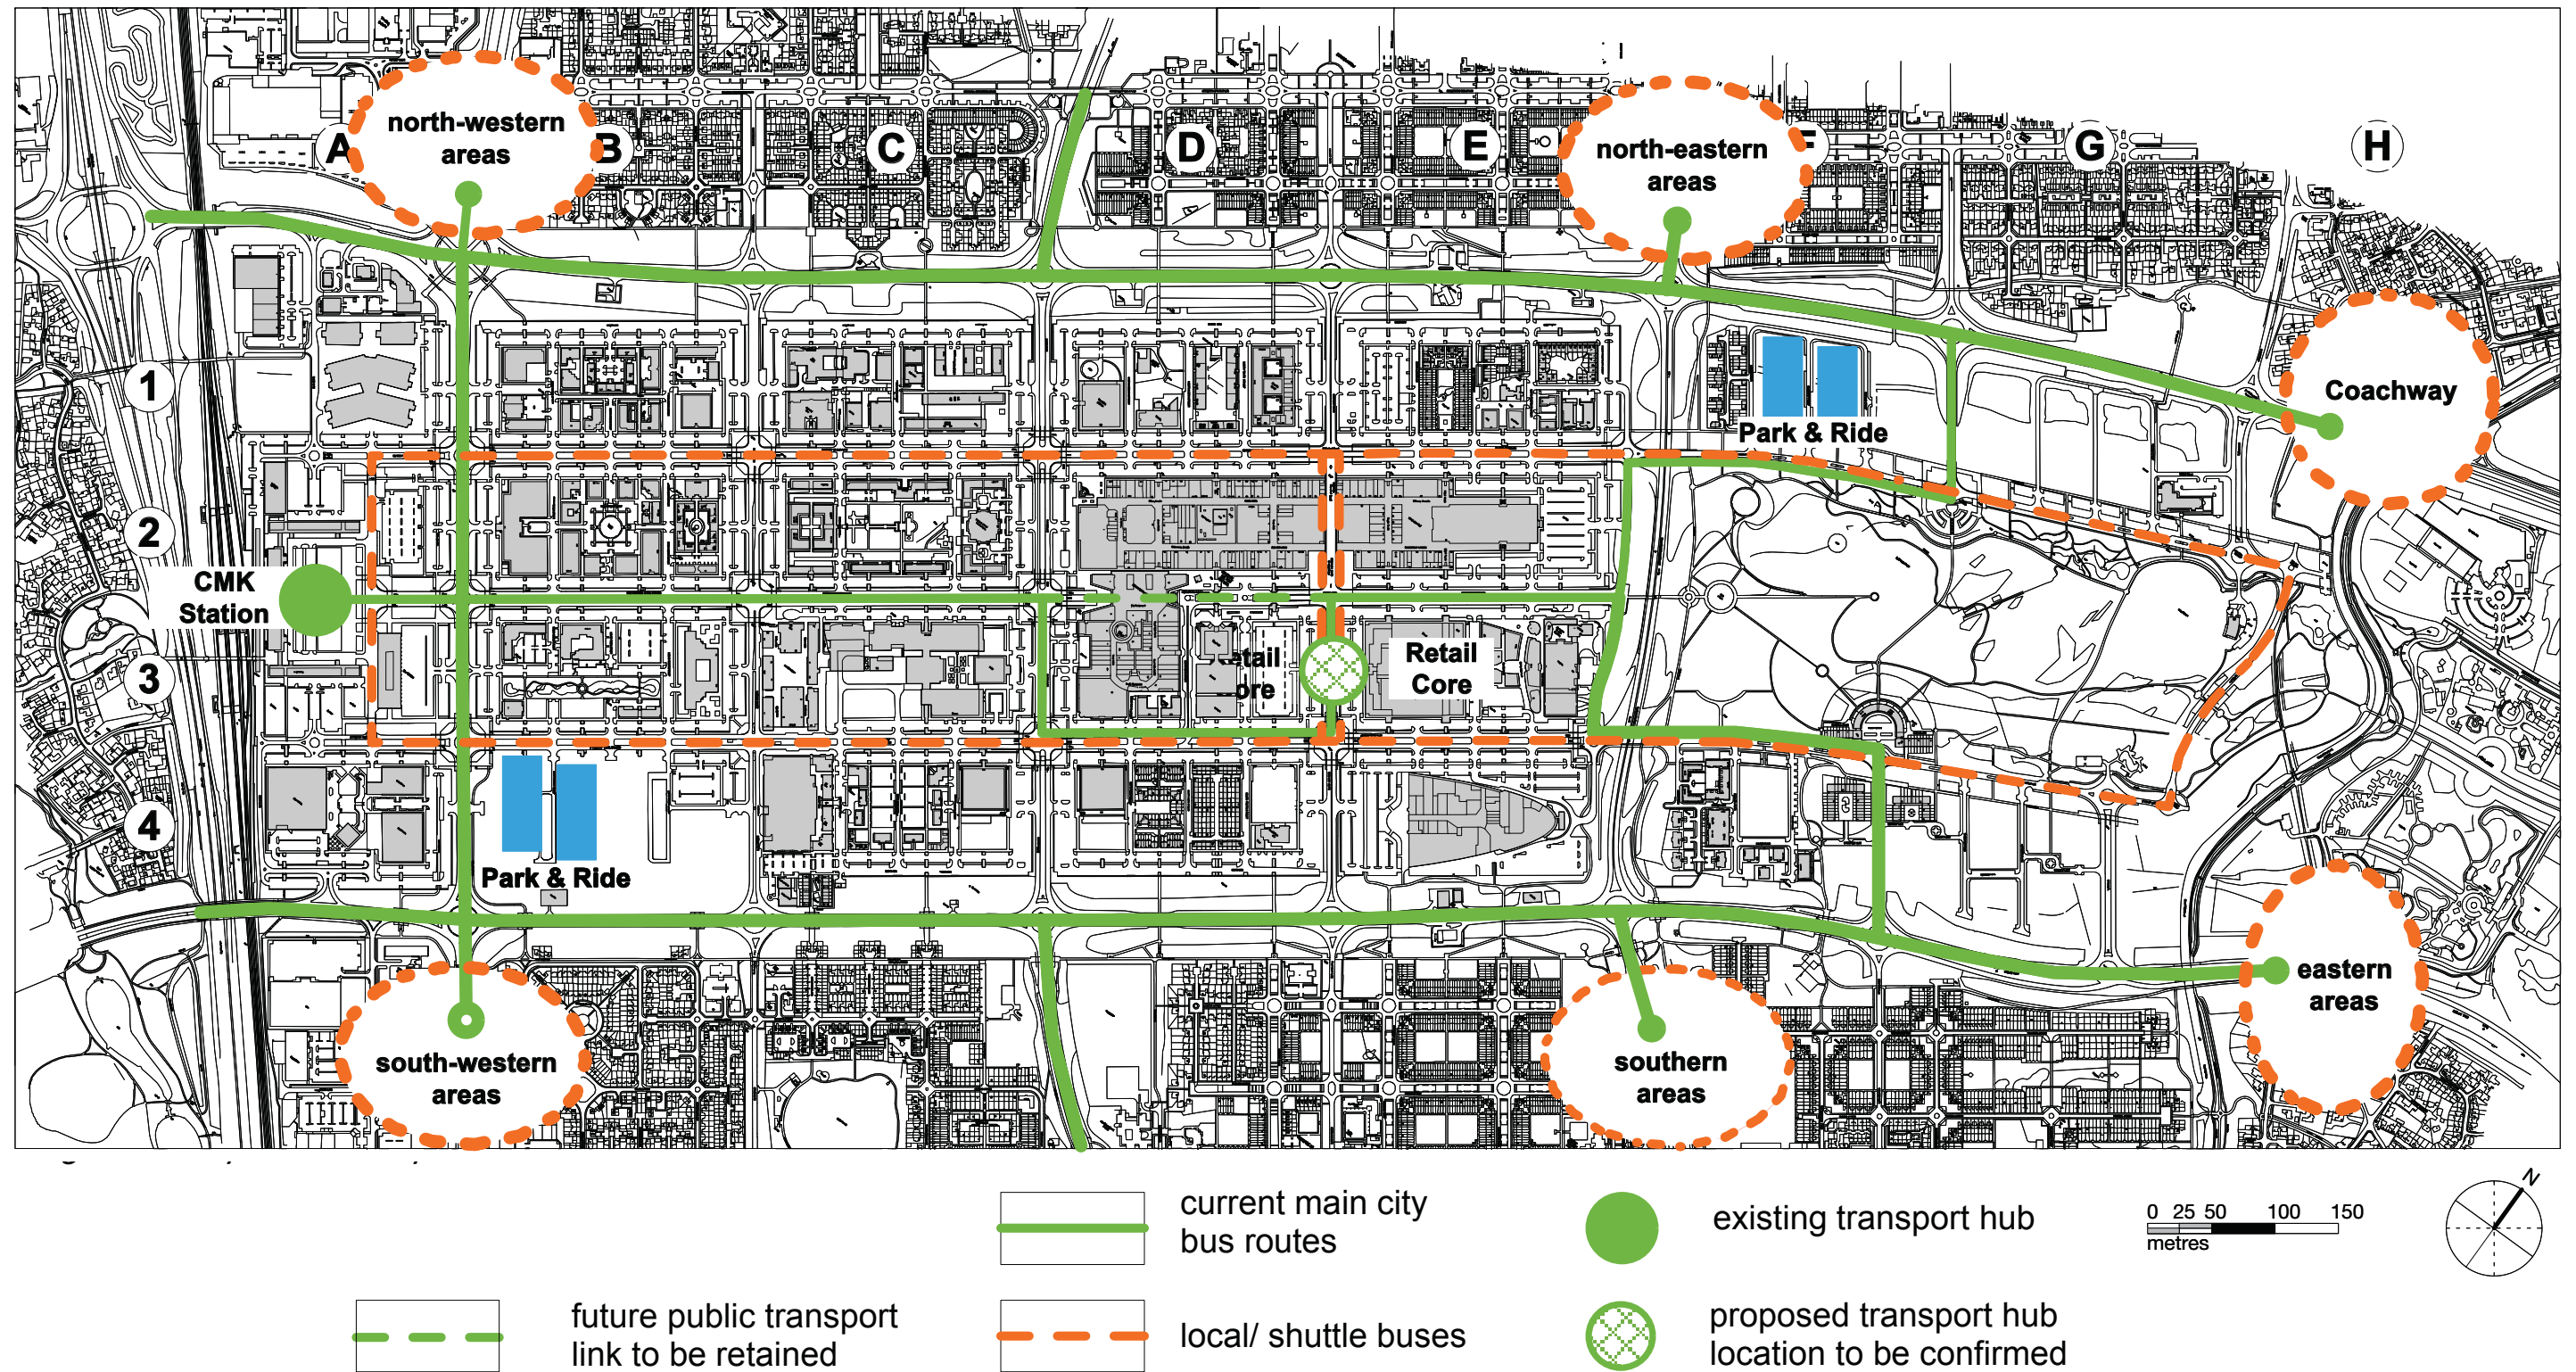 north-western
areas
north-eastern
areas
A
B
C
D
E
F
G
H
1
Coachway
Park & Ride
2
CMK
Station
3
Retail
Core
4
Park & Ride
eastern
areas
south-western
areas
southern
areas
current main city
bus routes
existing transport hub
0 25 50 100 150
metres
N
future public transport
link to be retained
local/ shuttle buses
proposed transport hub
location to be confirmed